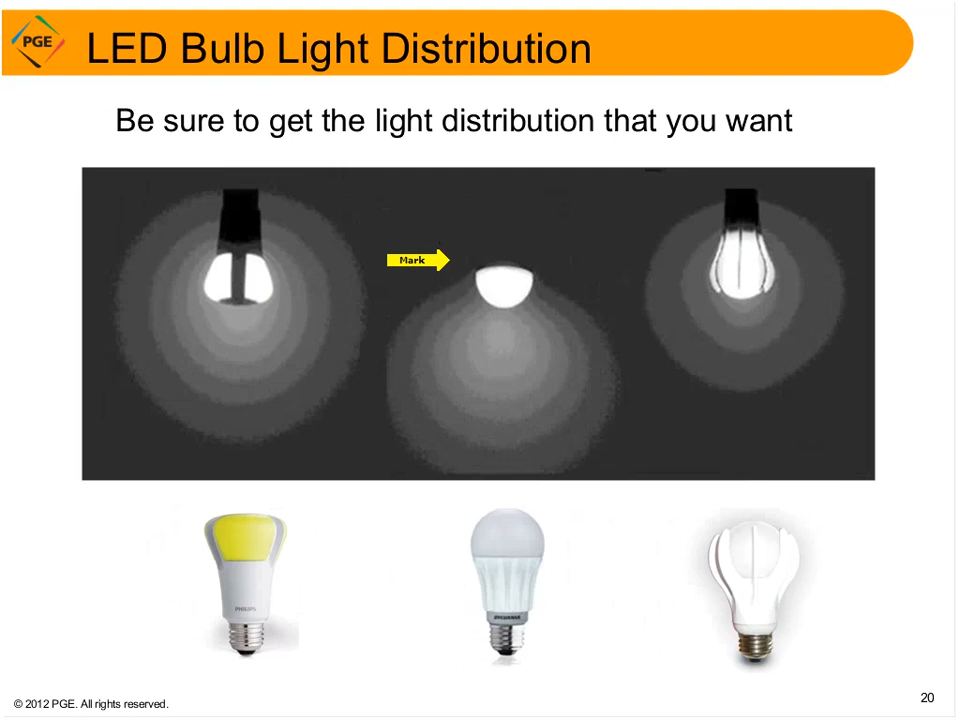 PGE
LED Bulb Light Distribution
Be sure to get the light distribution that you want
Mark
PHILIPS
SYLVANIA
© 2012 PGE. All rights reserved.
20